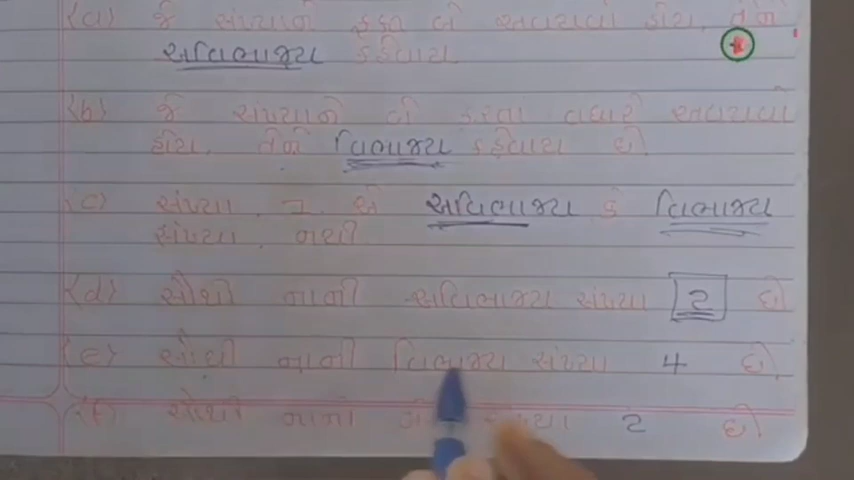 (a) જે સંખ્યાને ફક્ત બે અવયવો હોય, તેને
અવિભાજ્ય કહેવાય
(b) જે સંખ્યાને બે કરતા વધારે અવયવો
હોય, તેને વિભાજ્ય કહેવાય છે
(c) સંખ્યા 1 એ અવિભાજ્ય કે વિભાજ્ય
સંખ્યા નથી
(d) સૌથી નાની અવિભાજ્ય સંખ્યા 2 છે
(e) સૌથી નાની વિભાજ્ય સંખ્યા 4 છે
(f) સૌથી નાની 2 છે